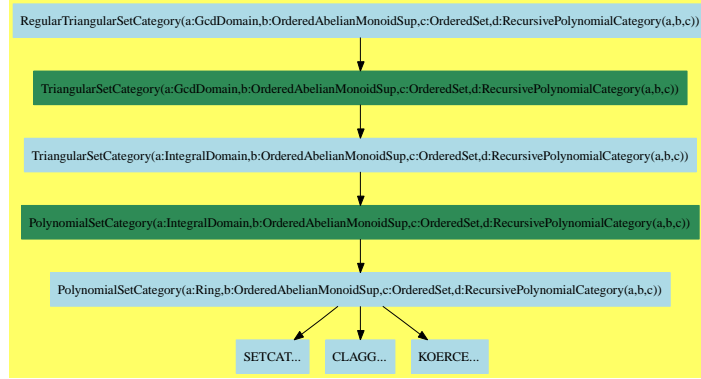 RegularTriangularSetCategory(a:GcdDomain,b:OrderedAbelianMonoidSup,c:OrderedSet,d:RecursivePolynomialCategory(a,b,c))
TriangularSetCategory(a:GcdDomain,b:OrderedAbelianMonoidSup,c:OrderedSet,d:RecursivePolynomialCategory(a,b,c))
TriangularSetCategory(a:IntegralDomain,b:OrderedAbelianMonoidSup,c:OrderedSet,d:RecursivePolynomialCategory(a,b,c))
PolynomialSetCategory(a:IntegralDomain,b:OrderedAbelianMonoidSup,c:OrderedSet,d:RecursivePolynomialCategory(a,b,c))
PolynomialSetCategory(a:Ring,b:OrderedAbelianMonoidSup,c:OrderedSet,d:RecursivePolynomialCategory(a,b,c))
SETCAT... CLAGG... KOERCE...